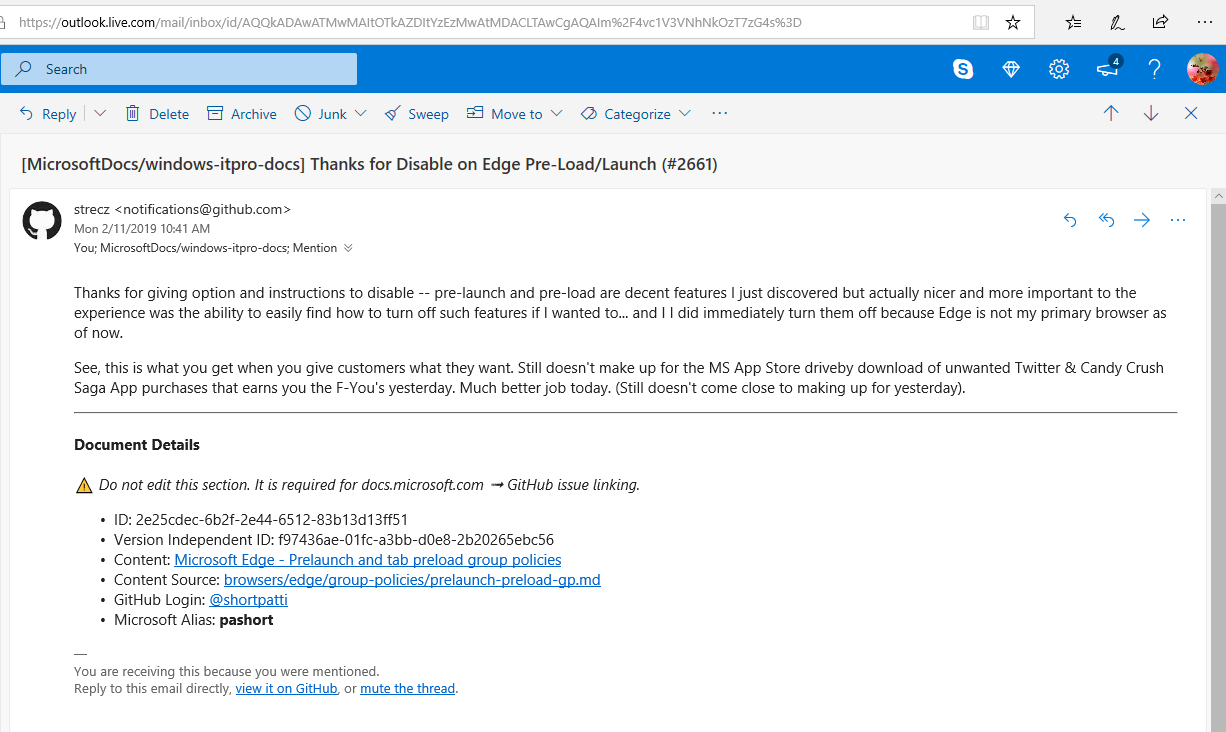 https://outlook.live.com/mail/inbox/id/AQQkADAwATMwMAItOTkAZDItYzEzMwAtMDACLTAwCgAQAIm%2F4vc1V3VNhNkOzT7zG4s%3D
Search
4
Reply
Delete
Archive
Junk
Sweep
Move to
Categorize
[MicrosoftDocs/windows-itpro-docs] Thanks for Disable on Edge Pre-Load/Launch (#2661)
strecz <notifications@github.com>
Mon 2/11/2019 10:41 AM
You; MicrosoftDocs/windows-itpro-docs; Mention
Thanks for giving option and instructions to disable -- pre-launch and pre-load are decent features I just discovered but actually nicer and more important to the
experience was the ability to easily find how to turn off such features if I wanted to... and I I did immediately turn them off because Edge is not my primary browser as
of now.
See, this is what you get when you give customers what they want. Still doesn't make up for the MS App Store driveby download of unwanted Twitter & Candy Crush
Saga App purchases that earns you the F-You's yesterday. Much better job today. (Still doesn't come close to making up for yesterday).
Document Details
⚠ Do not edit this section. It is required for docs.microsoft.com ➟ GitHub issue linking.
• ID: 2e25cdec-6b2f-2e44-6512-83b13d13ff51
• Version Independent ID: f97436ae-01fc-a3bb-d0e8-2b20265ebc56
• Content: Microsoft Edge - Prelaunch and tab preload group policies
• Content Source: browsers/edge/group-policies/prelaunch-preload-gp.md
• GitHub Login: @shortpatti
• Microsoft Alias: pashort
—
You are receiving this because you were mentioned.
Reply to this email directly, view it on GitHub, or mute the thread.